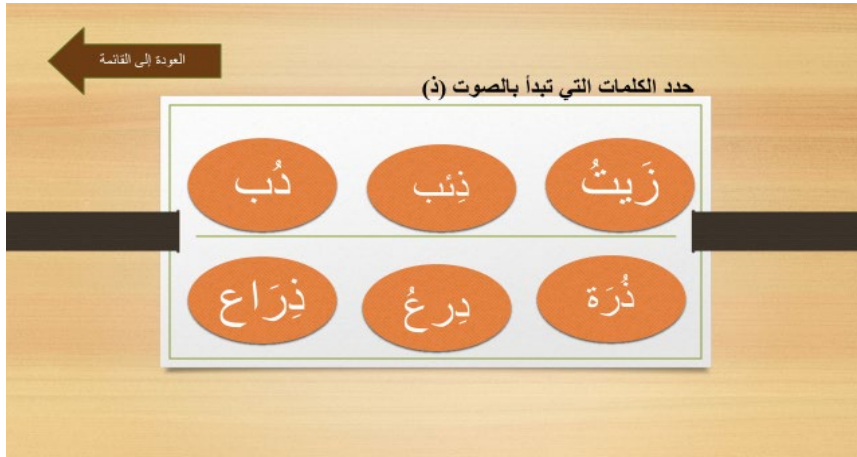 العودة إلى القائمة
حدد الكلمات التي تبدأ بالصوت (ذ)
زَيتُ ذِئب دُب
ذُرَة دِرعُ ذِرَاع